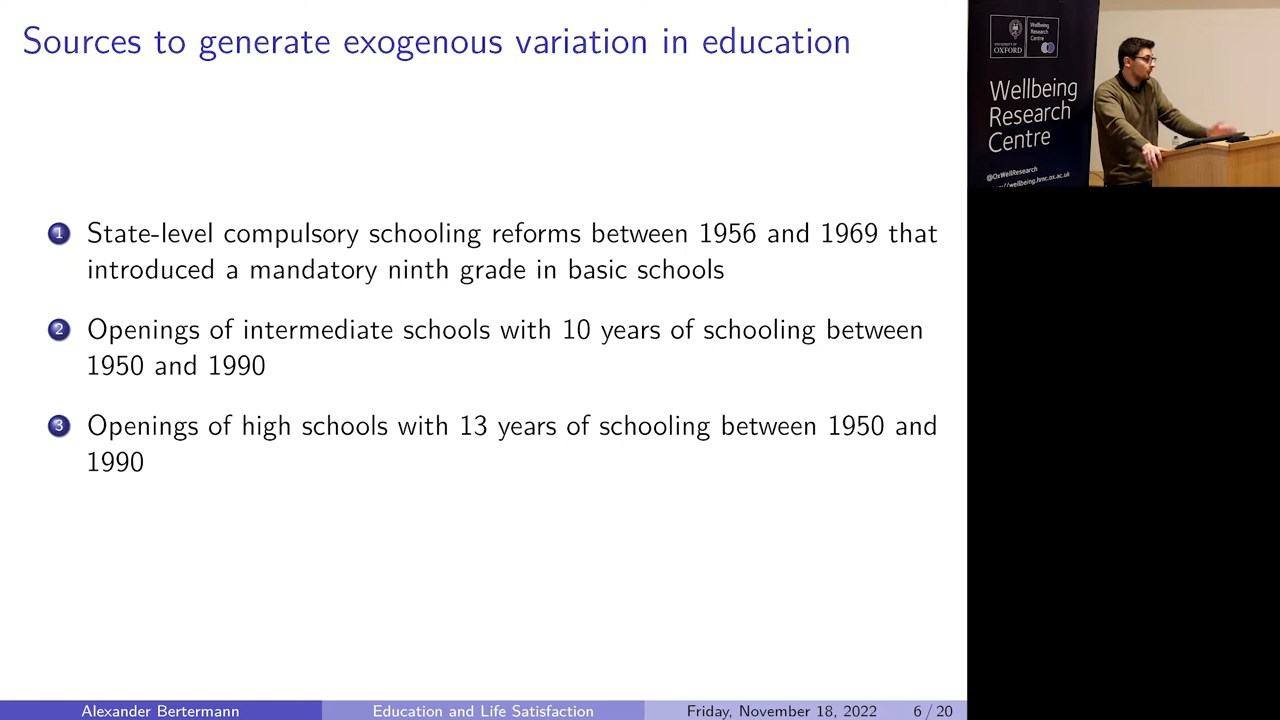 Sources to generate exogenous variation in education
1 State-level compulsory schooling reforms between 1956 and 1969 that
introduced a mandatory ninth grade in basic schools
2 Openings of intermediate schools with 10 years of schooling between
1950 and 1990
3 Openings of high schools with 13 years of schooling between 1950 and
1990
Alexander Bertermann
Education and Life Satisfaction
Friday, November 18, 2022
6 / 20
UNIVERSITY OF
OXFORD
Wellbeing
Research
Centre
Wellbeing
Research
Centre
@OxWellResearch
//wellbeing.hmc.ox.ac.uk